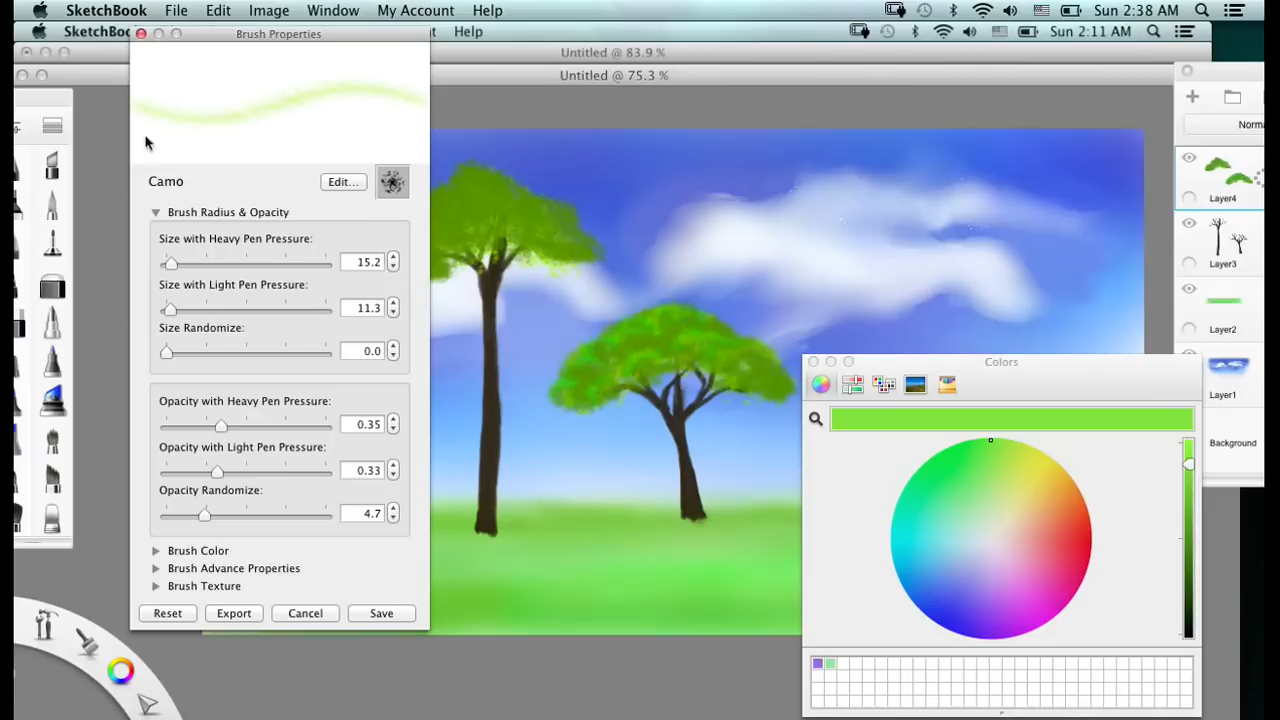 SketchBook File Edit Image Window My Account Help Sun 2:38 AM
SketchBoo Help Sun 2:11 AM
Brush Properties
Untitled @ 83.9 %
Untitled @ 75.3 %
Norma
Camo
Edit...
Brush Radius & Opacity
Size with Heavy Pen Pressure:
15.2
Size with Light Pen Pressure:
11.3
Size Randomize:
0.0
Opacity with Heavy Pen Pressure:
0.35
Opacity with Light Pen Pressure:
0.33
Opacity Randomize:
4.7
Brush Color
Brush Advance Properties
Brush Texture
Reset Export Cancel Save
Layer4
Layer3
Layer2
Layer1
Background
Colors